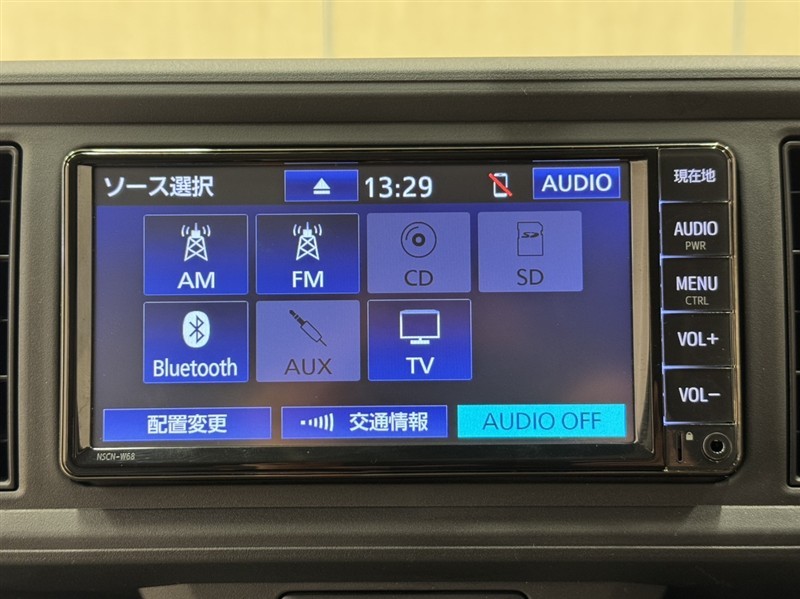 ソース選択
13:29
AUDIO
AM
FM
CD
SD
SD
Bluetooth
AUX
TV
配置変更
交通情報
AUDIO OFF
NSCN-W68
現在地
AUDIO
PWR
MENU
CTRL
VOL+
VOL-